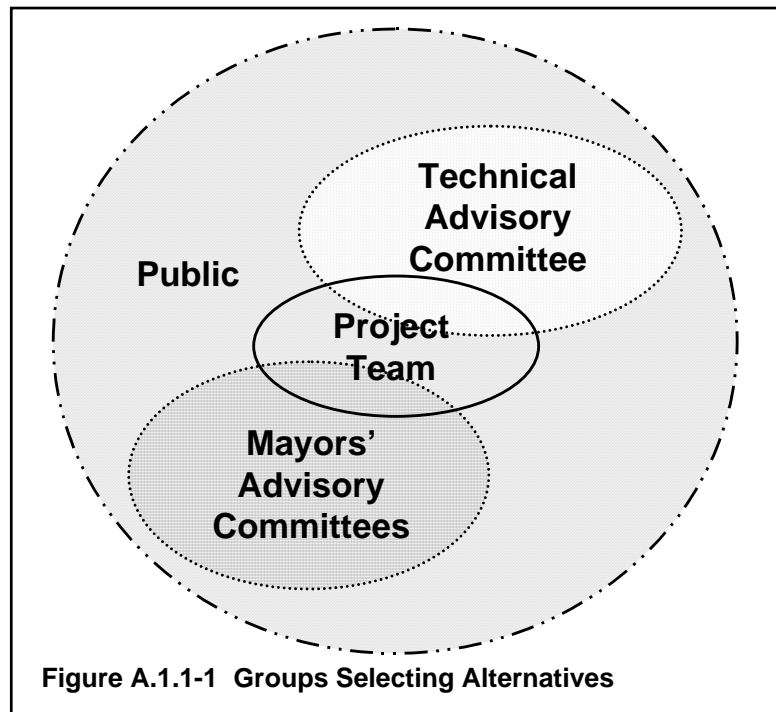 Technical
Advisory
Committee
Public
Project
Team
Mayors’
Advisory
Committees
Figure A.1.1-1 Groups Selecting Alternatives